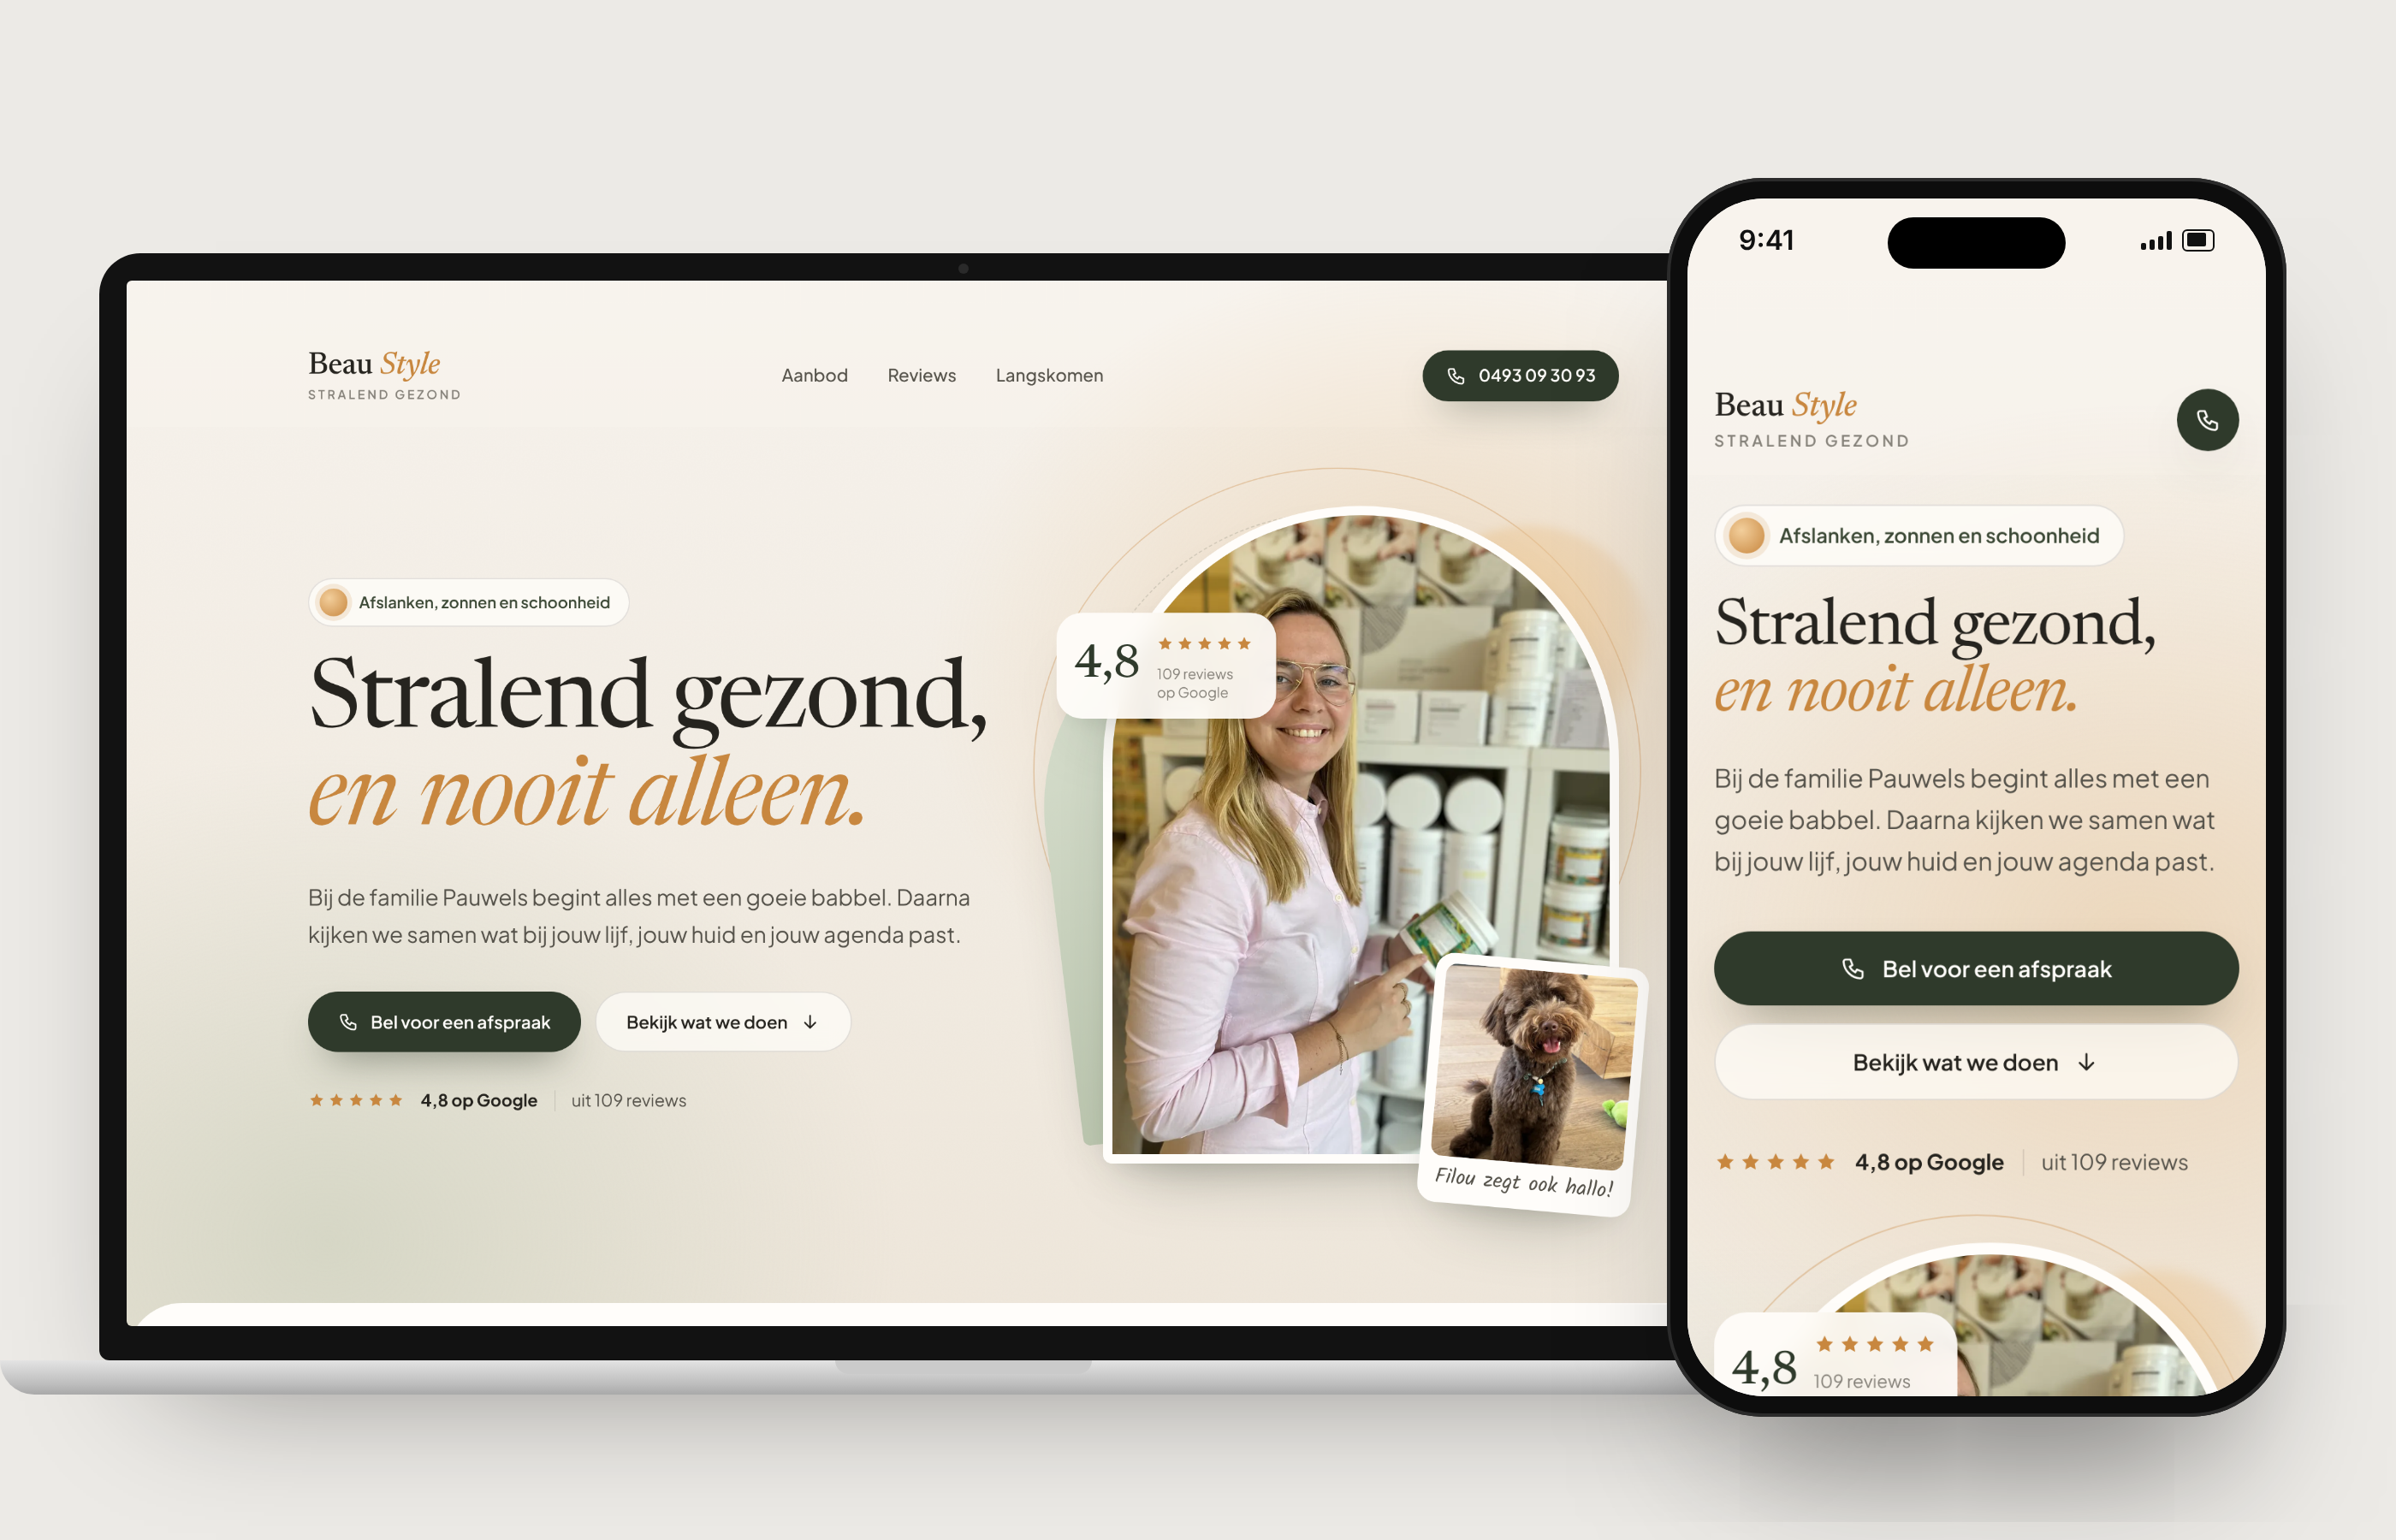 Beau Style
STRALEND GEZOND
Aanbod
Reviews
Langskomen
0493 09 30 93
Afslanken, zonnen en schoonheid
Stralend gezond,
en nooit alleen.
Bij de familie Pauwels begint alles met een goeie babbel. Daarna
kijken we samen wat bij jouw lijf, jouw huid en jouw agenda past.
Bel voor een afspraak
Bekijk wat we doen
4,8 op Google
uit 109 reviews
4,8
109 reviews
op Google
Filou zegt ook hallo!
9:41
Beau Style
STRALEND GEZOND
Afslanken, zonnen en schoonheid
Stralend gezond,
en nooit alleen.
Bij de familie Pauwels begint alles met een
goeie babbel. Daarna kijken we samen wat
bij jouw lijf, jouw huid en jouw agenda past.
Bel voor een afspraak
Bekijk wat we doen
4,8 op Google
uit 109 reviews
4,8
109 reviews